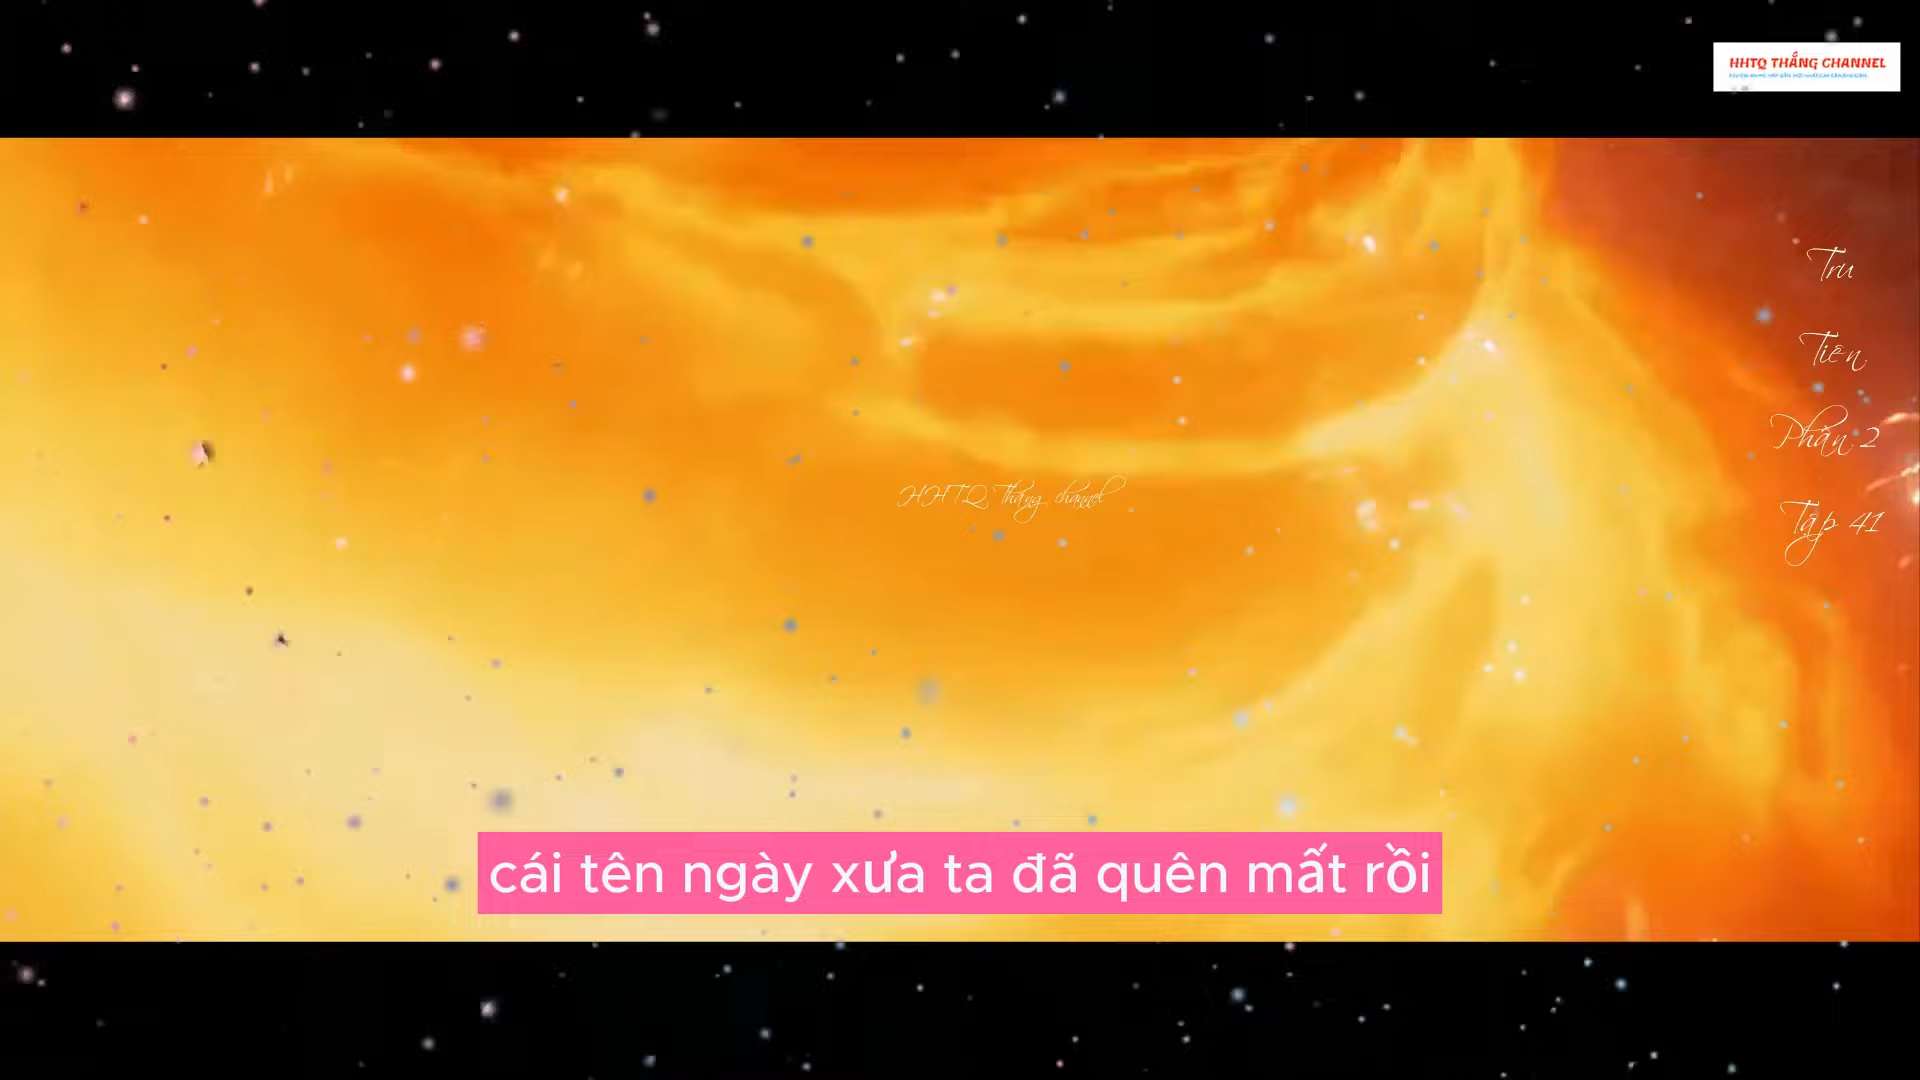 HHTQ THẮNG CHANNEL
Tru
Tiên
Phần 2
Tập 41
HHTQ Thắng channel
cái tên ngày xưa ta đã quên mất rồi